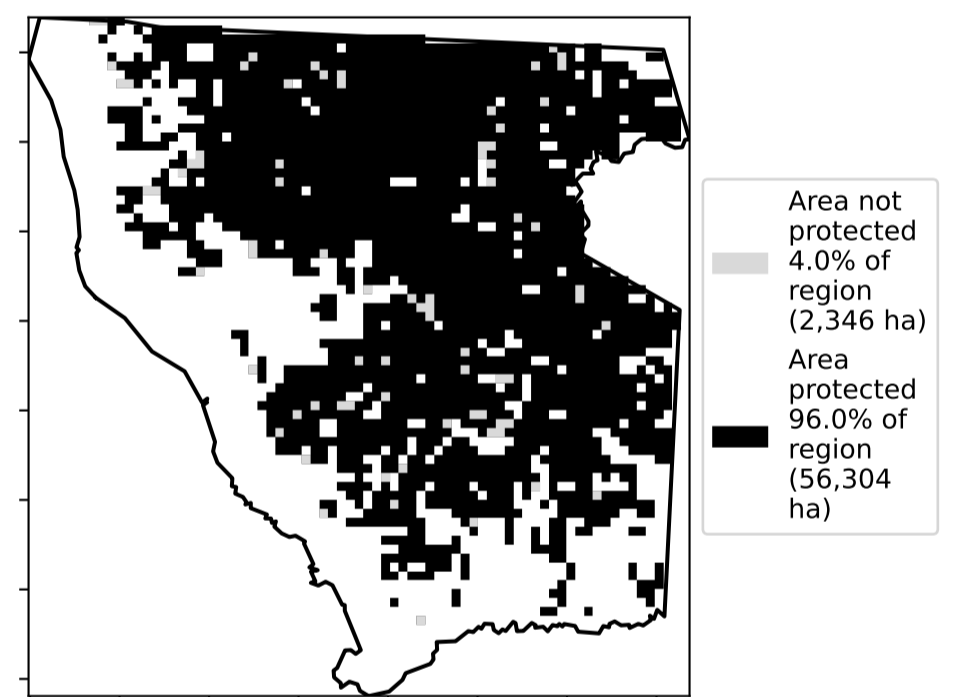 Area not
protected
4.0% of
region
(2,346 ha)
Area
protected
96.0% of
region
(56,304
ha)